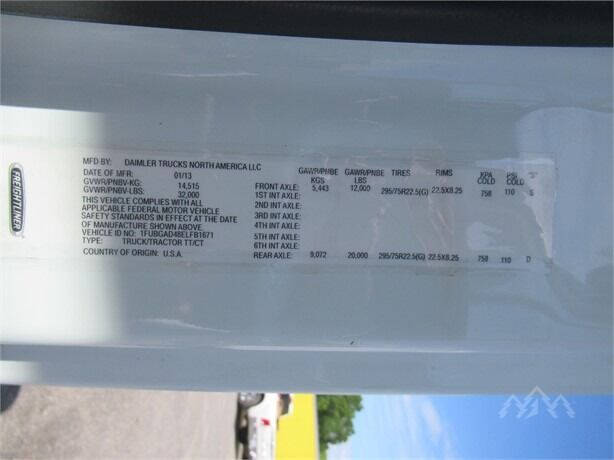 FREIGHTLINER
MFD BY: DAIMLER TRUCKS NORTH AMERICA LLC
DATE OF MFR: 01/13
GVWR/PNBV-KG: 14,515
GVWR/PNBV-LBS: 32,000
THIS VEHICLE COMPLIES WITH ALL
APPLICABLE FEDERAL MOTOR VEHICLE
SAFETY STANDARDS IN EFFECT AT THE DATE
OF MANUFACTURE SHOWN ABOVE.
VEHICLE ID NO.: 1FUBGAD48ELFB1671
TYPE: TRUCK/TRACTOR TT/CT
COUNTRY OF ORIGIN: U.S.A.
GAWR/PNBE GAWR/PNBE TIRES RIMS KPA PSI "S"
KGS LBS COLD COLD
FRONT AXLE: 5,443 12,000 295/75R22.5(G) 22.5X8.25 758 110 S
1ST INT AXLE:
2ND INT AXLE:
3RD INT AXLE:
4TH INT AXLE:
5TH INT AXLE:
6TH INT AXLE:
REAR AXLE: 9,072 20,000 295/75R22.5(G) 22.5X8.25 758 110 D